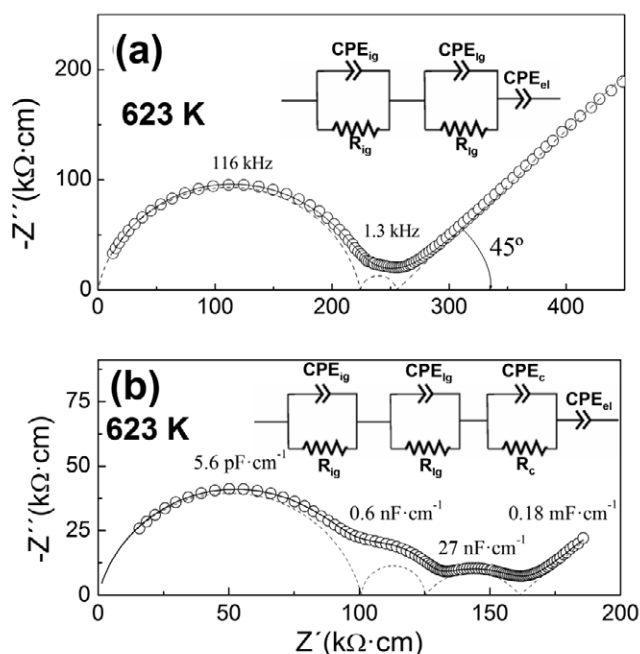 (a)
623 K
CPEig
CPElg
CPEel
Rig
Rlg
116 kHz
1.3 kHz
45º
-Z´´(kΩ·cm)
200
100
0
0 100 200 300 400
(b)
623 K
CPEig
CPElg
CPEc
CPEel
Rig
Rlg
Rc
5.6 pF·cm⁻¹
0.6 nF·cm⁻¹
27 nF·cm⁻¹
0.18 mF·cm⁻¹
-Z´´(kΩ·cm)
75
50
25
0
0 50 100 150 200
Z´(kΩ·cm)